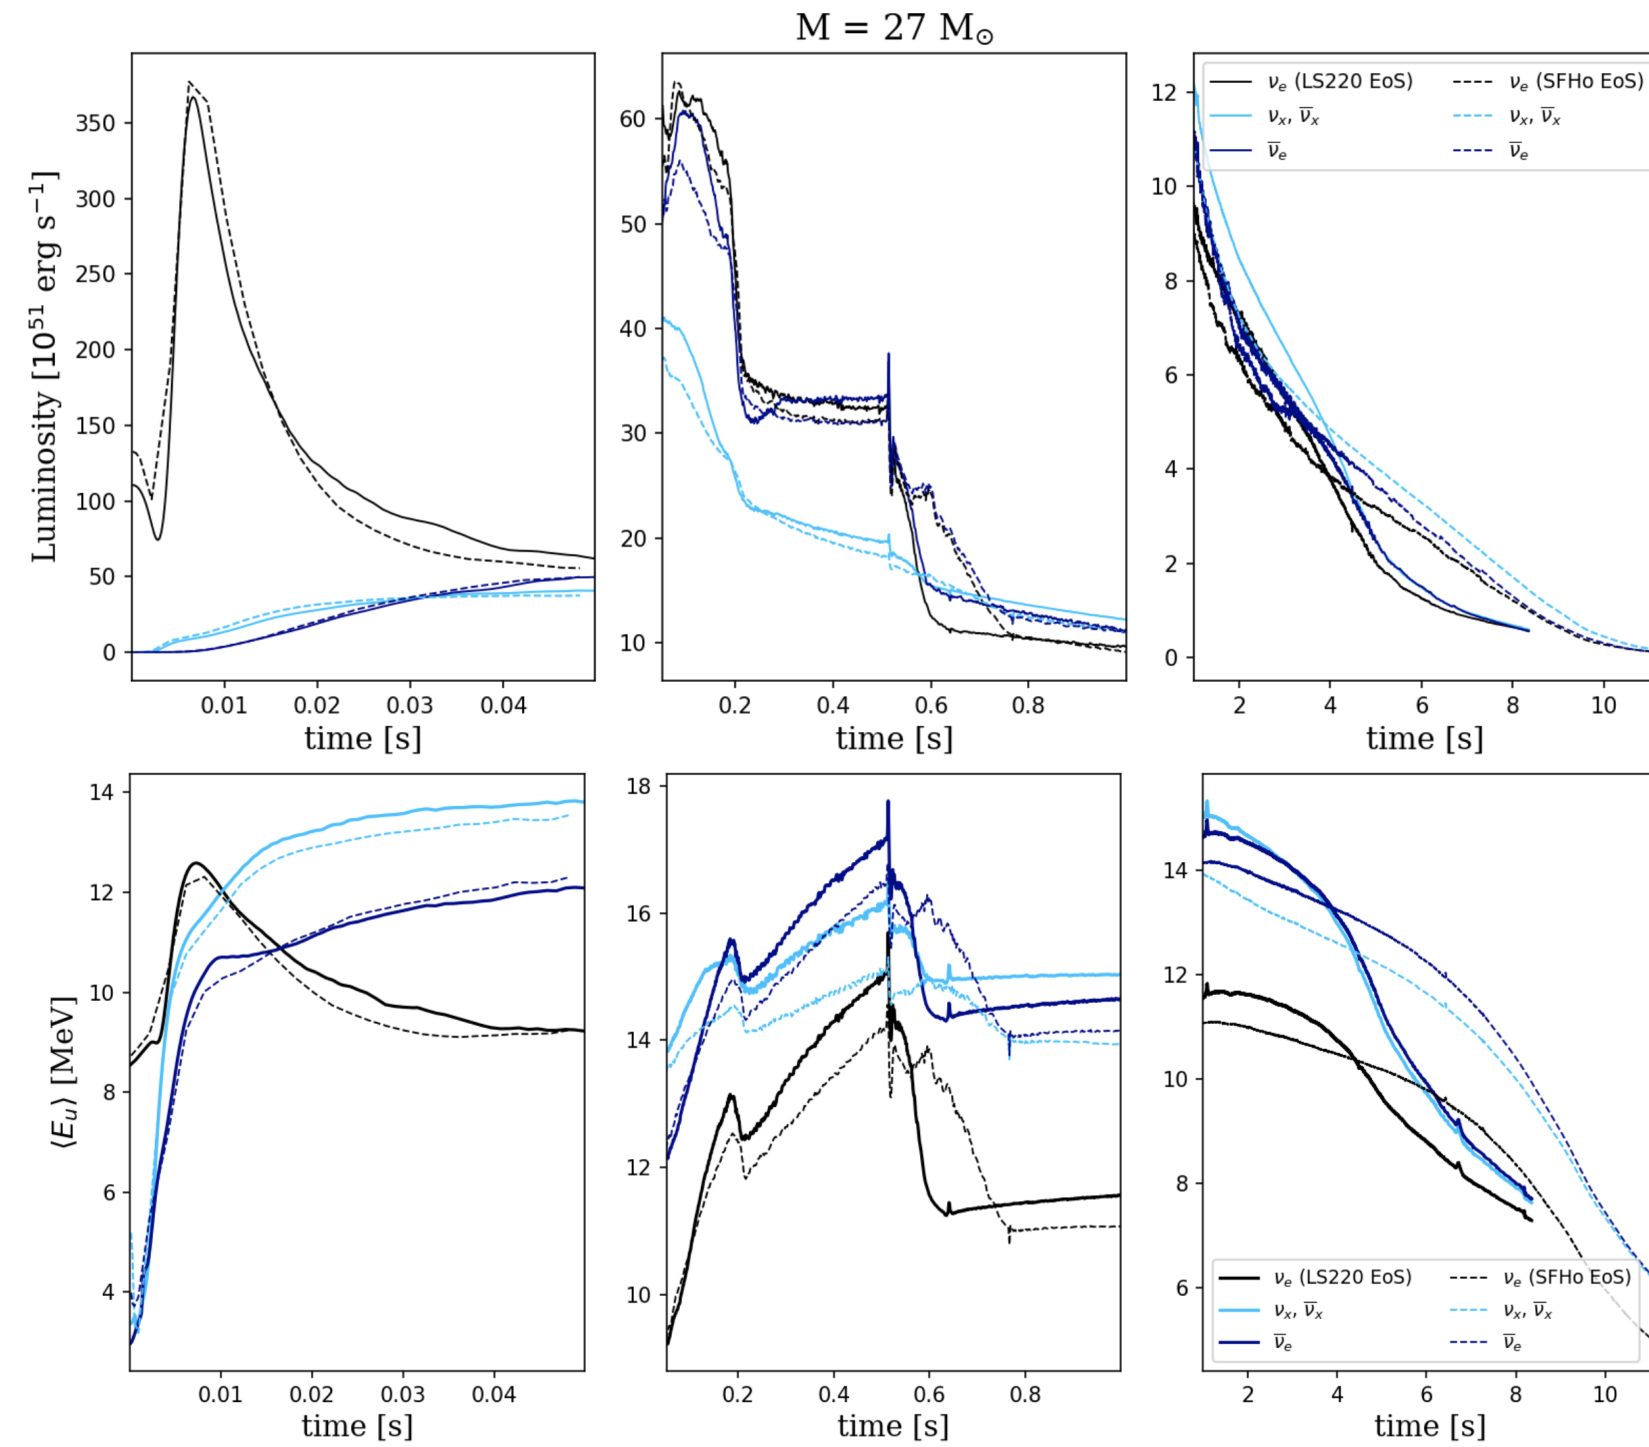 M = 27 M⊙
Luminosity [10⁵¹ erg s⁻¹]
350
300
250
200
150
100
50
0
0.01 0.02 0.03 0.04
time [s]
60
50
40
30
20
10
0.2 0.4 0.6 0.8
time [s]
12
10
8
6
4
2
0
νₑ (LS220 EoS) νₑ (SFHo EoS)
νₓ, ν̅ₓ νₓ, ν̅ₓ
ν̅ₑ ν̅ₑ
2 4 6 8 10
time [s]
⟨Eᵤ⟩ [MeV]
14
12
10
8
6
4
0.01 0.02 0.03 0.04
time [s]
18
16
14
12
10
0.2 0.4 0.6 0.8
time [s]
14
12
10
8
6
νₑ (LS220 EoS) νₑ (SFHo EoS)
νₓ, ν̅ₓ νₓ, ν̅ₓ
ν̅ₑ ν̅ₑ
2 4 6 8 10
time [s]